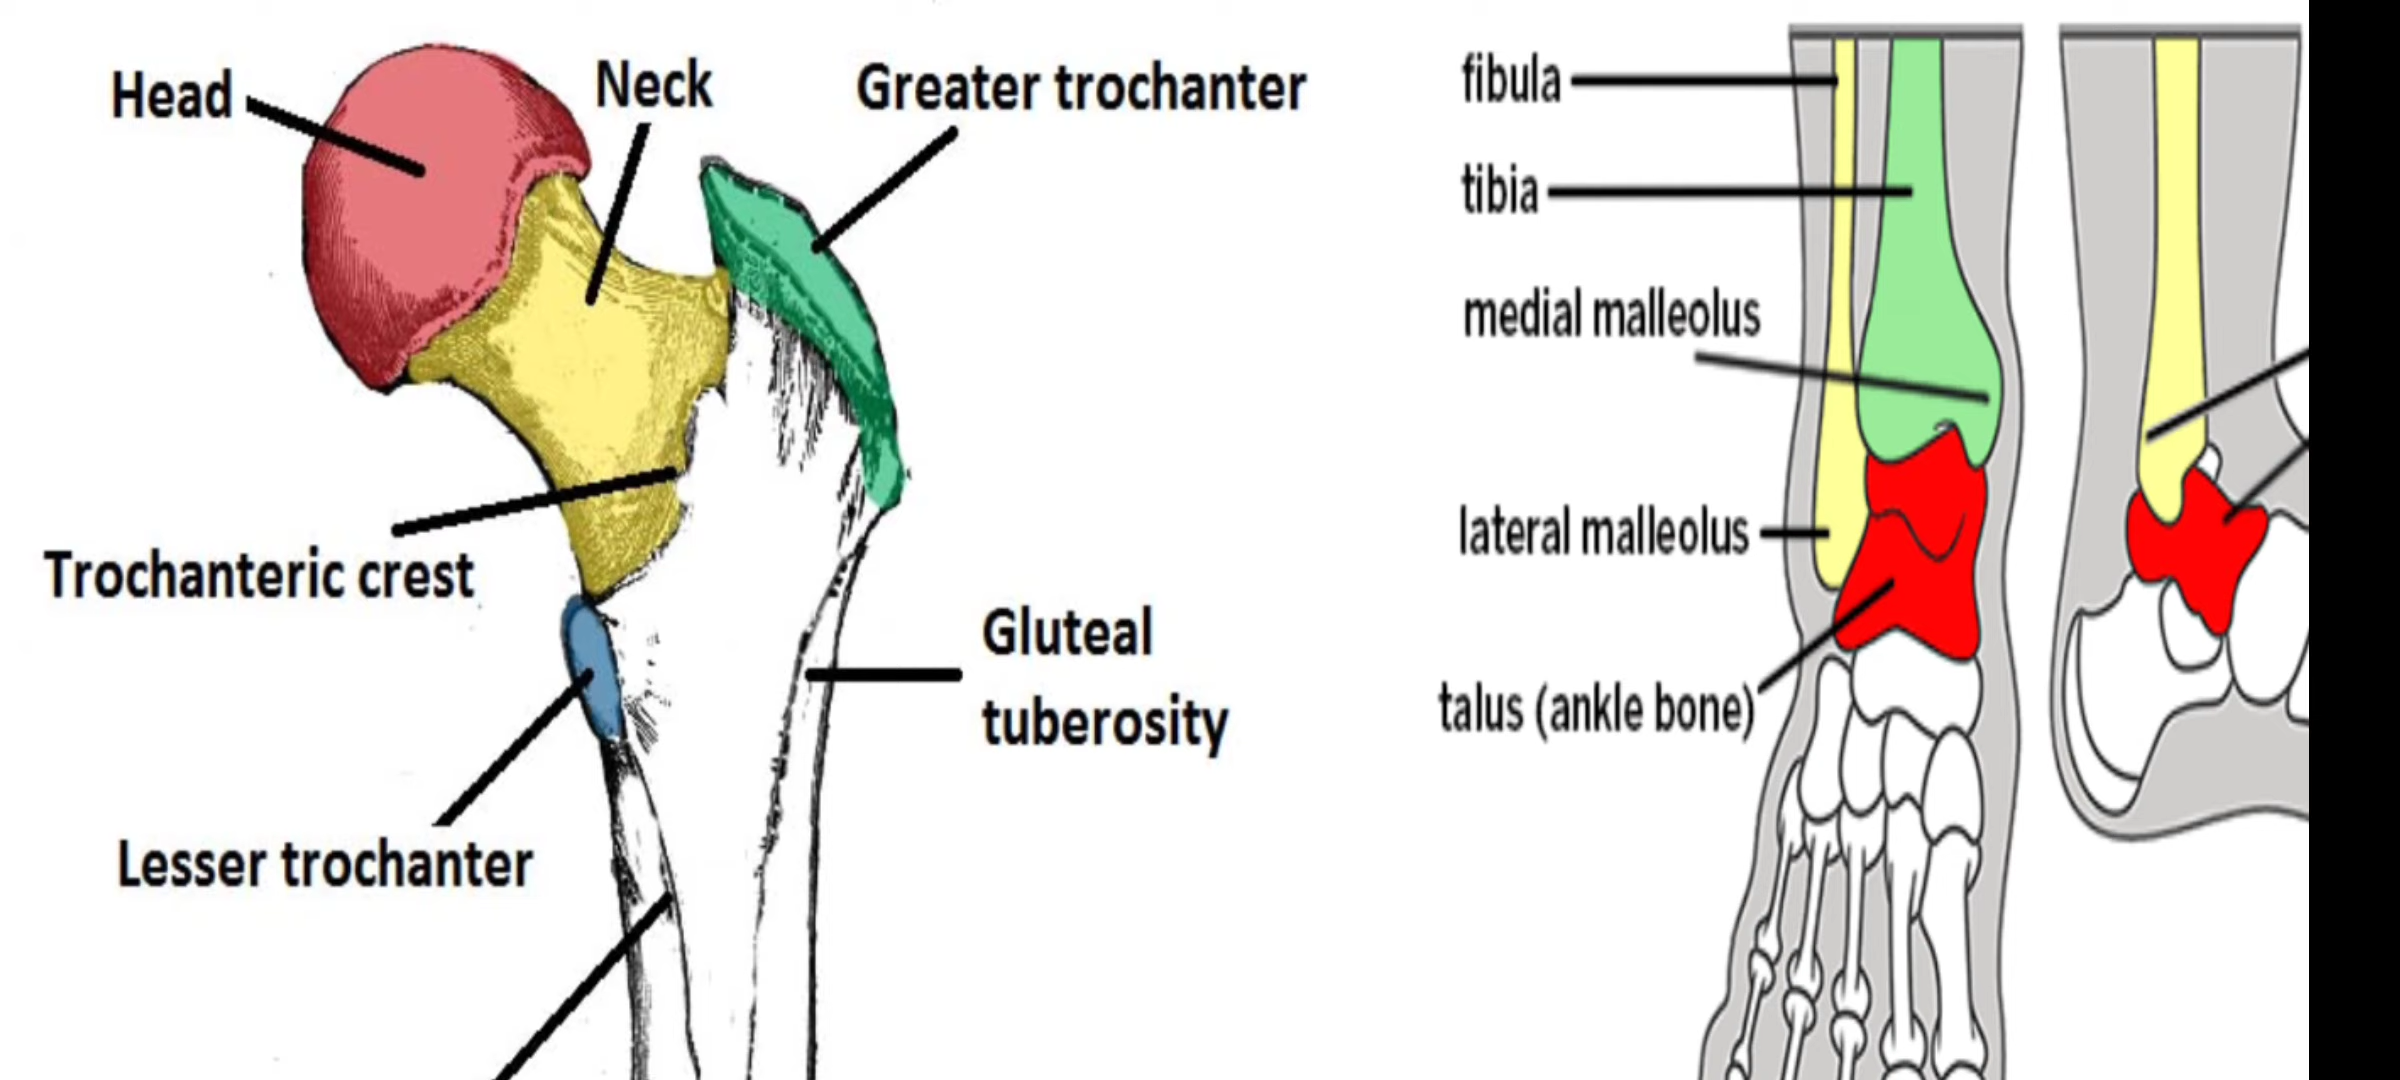 Head
Neck
Greater trochanter
Trochanteric crest
Gluteal
tuberosity
Lesser trochanter
fibula
tibia
medial malleolus
lateral malleolus
talus (ankle bone)